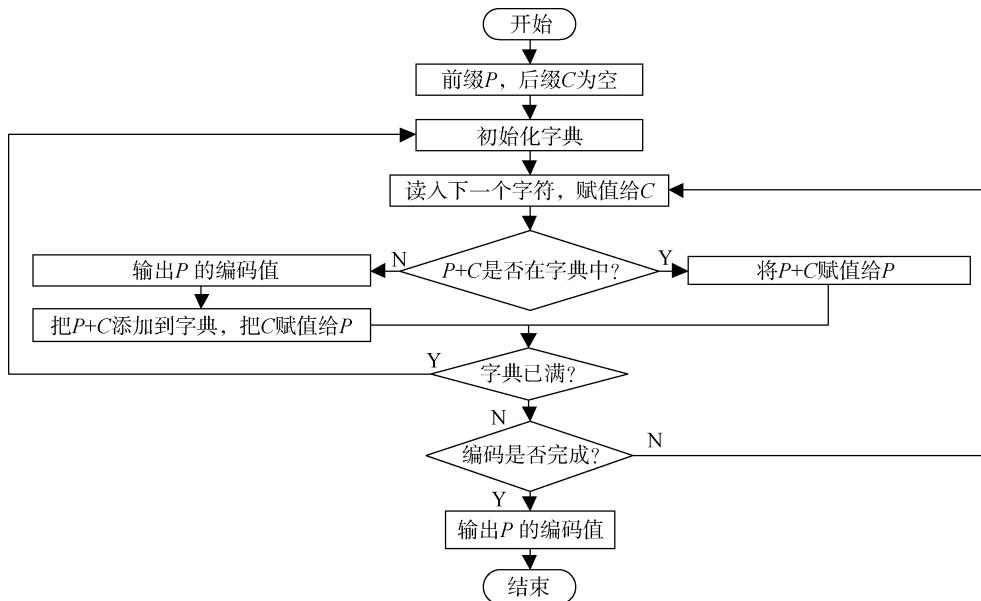 开始
前缀P，后缀C为空
初始化字典
读入下一个字符，赋值给C
P+C是否在字典中？
N
Y
输出P 的编码值
将P+C赋值给P
把P+C添加到字典，把C赋值给P
字典已满？
Y
N
编码是否完成？
N
Y
输出P 的编码值
结束